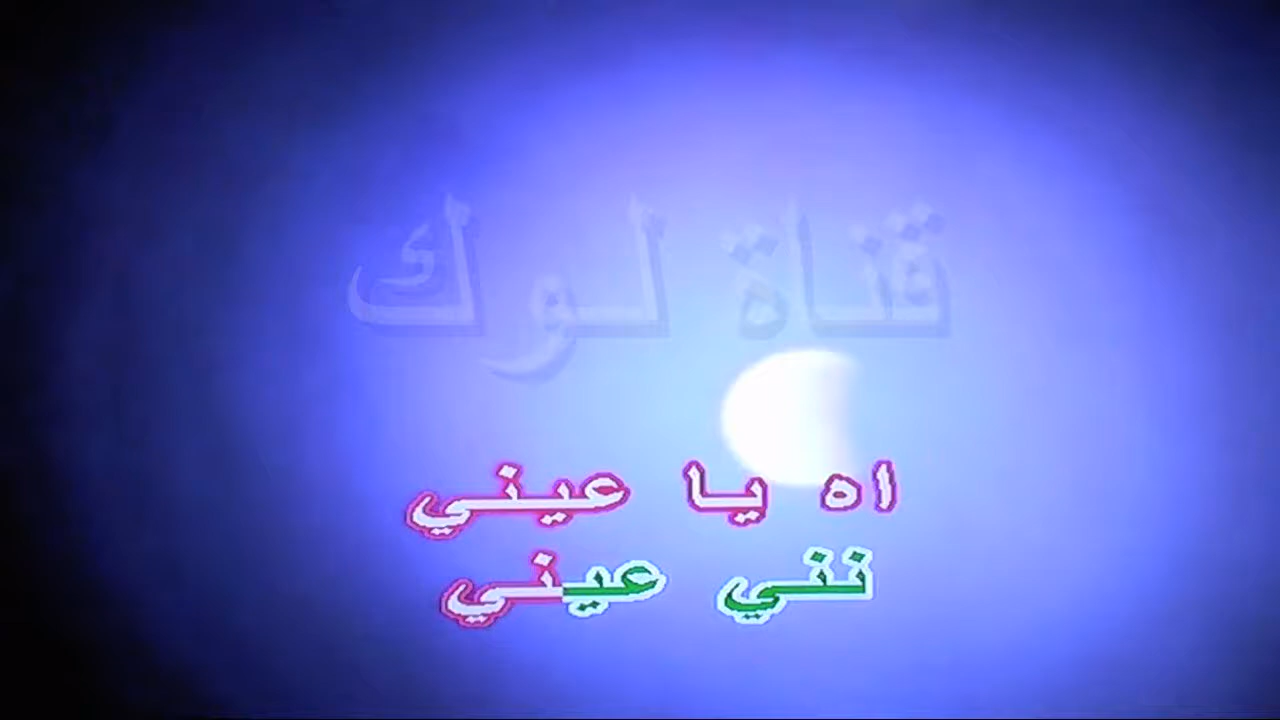 قناة لوك
اه يا عيني
نني عيني